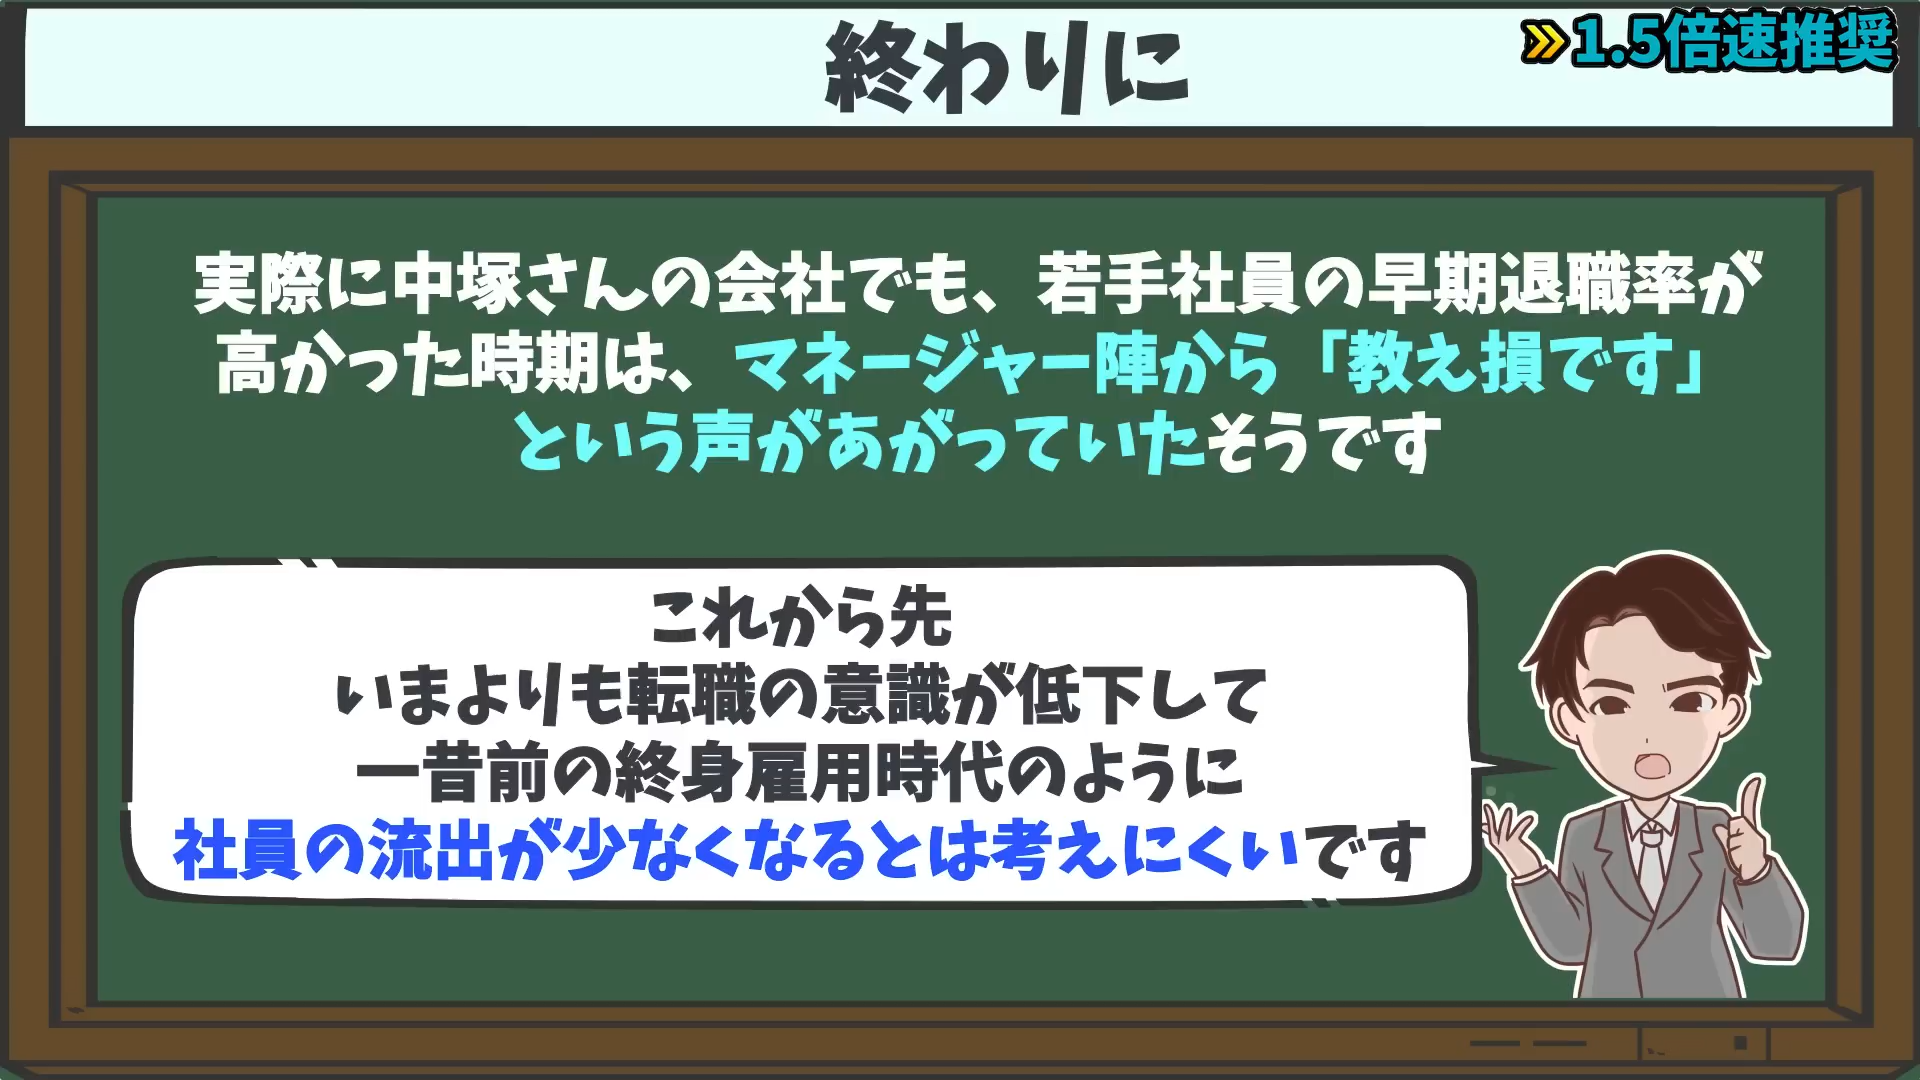 終わりに
1.5倍速推奨
実際に中塚さんの会社でも、若手社員の早期退職率が
高かった時期は、マネージャー陣から「教え損です」
という声があがっていたそうです
これから先
いまよりも転職の意識が低下して
一昔前の終身雇用時代のように
社員の流出が少なくなるとは考えにくいです